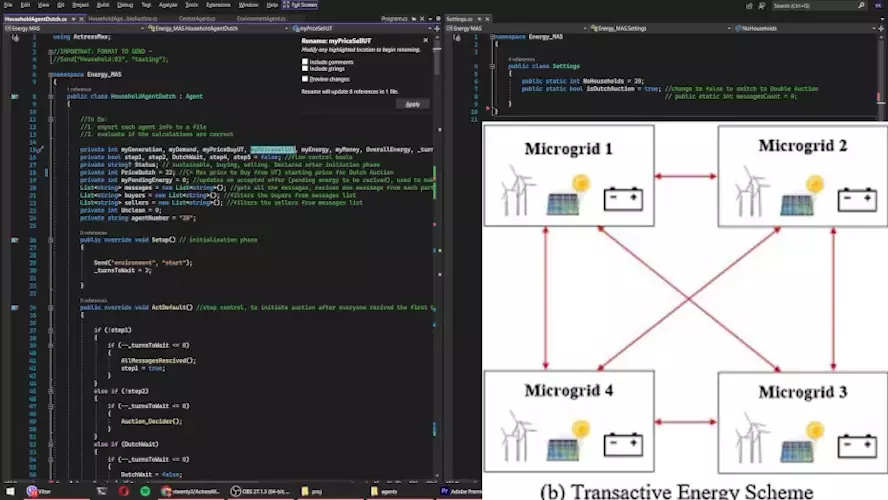 File Edit View Git Project Build Debug Test Analyze Tools Extensions Window Help Search (Ctrl+Q) Full Screen
HouseholdAgentDutch.cs HouseholdAge...bleAuction.cs CentralAgent.cs EnvironmentAgent.cs Program.cs
Energy MAS Energy_MAS.HouseholdAgentDutch myPriceSellUT
using ActressMas;
//IMPORTNAT: FORMAT TO SEND -
//Send("Household:03", "testing");
namespace Energy_MAS
{
1 reference
public class HouseholdAgentDutch : Agent
{
//To Do:
//1. export each agent info to a file
//2. evaluate if the calculations are correct
private int myGeneration, myDemand, myPriceBuyUT, myPriceSellUT, myEnergy, myMoney, OverallEnergy,
private bool step1, step2, DutchWait, step4, step5 = false; //flow control bools
private string? Status; // sustainable, buying, selling. Declared after initiation phase
private int PriceDutch = 22; //(= Max price to Buy from UT) starting price for Dutch Auction
private int myPendingEnergy = 0; //updates on accepted offer (pending energy to be recived), used to
List<string> messages = new List<string>{}; //gets all the messages, recives one message from each
List<string> buyers = new List<string>(); //filters the buyers from messages list
List<string> sellers = new List<string>(); //filters the sellers from messages list
private int Unclean = 0;
private string agentNumber = "20";
0 references
public override void Setup() // initialisation phase
{
Send("environment", "start");
_turnsToWait = 2;
}
0 references
public override void ActDefault() //step control, to initiate auction after everyone recived the first
{
if (!step1)
{
if (--_turnsToWait <= 0)
{
AllMessagesRescived();
step1 = true;
}
}
else if (!step2)
{
if (--_turnsToWait <= 0)
{
Auction_Decider();
}
}
else if (DutchWait)
{
if (--_turnsToWait <= 0)
{
DutchWait = false;
Rename: myPriceSellUT
Modify any highlighted location to begin renaming.
Include comments
Include strings
Preview changes
Rename will update 8 references in 1 file.
Apply
Settings.cs
Energy MAS Energy_MAS.Settings NoHouseholds
namespace Energy_MAS
{
4 references
public class Settings
{
public static int NoHouseholds = 20;
public static bool isDutchAuction = true; //change to false to switch to Double Auction
// public static int messagesCount = 0;
}
}
Microgrid 1
Microgrid 2
Microgrid 4
Microgrid 3
(b) Transactive Energy Scheme
Viber
OBS 27.1.3 (64-bit,...
proj
agents
Adobe Premie